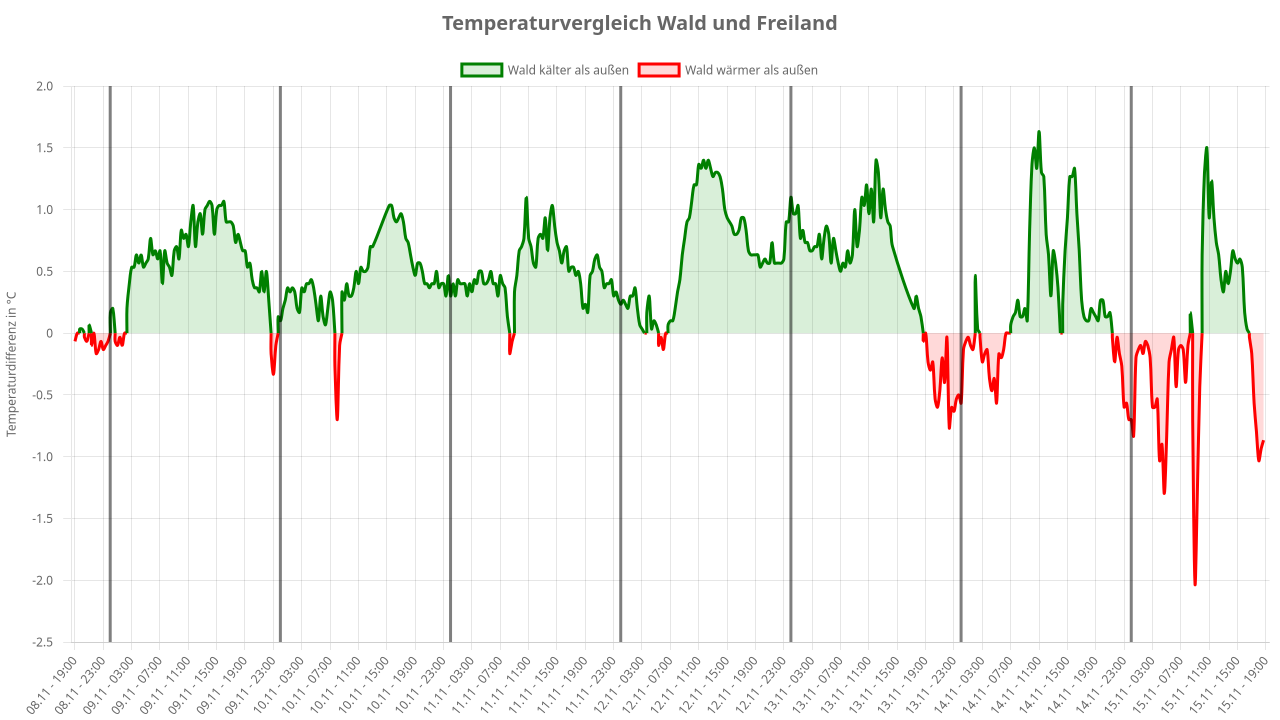 Temperaturvergleich Wald und Freiland
Wald kälter als außen
Wald wärmer als außen
Temperaturdifferenz in °C
2.0
1.5
1.0
0.5
0
-0.5
-1.0
-1.5
-2.0
-2.5
08.11 - 19:00
08.11 - 23:00
09.11 - 03:00
09.11 - 07:00
09.11 - 11:00
09.11 - 15:00
09.11 - 19:00
09.11 - 23:00
10.11 - 03:00
10.11 - 07:00
10.11 - 11:00
10.11 - 15:00
10.11 - 19:00
10.11 - 23:00
11.11 - 03:00
11.11 - 07:00
11.11 - 11:00
11.11 - 15:00
11.11 - 19:00
11.11 - 23:00
12.11 - 03:00
12.11 - 07:00
12.11 - 11:00
12.11 - 15:00
12.11 - 19:00
12.11 - 23:00
13.11 - 03:00
13.11 - 07:00
13.11 - 11:00
13.11 - 15:00
13.11 - 19:00
13.11 - 23:00
14.11 - 03:00
14.11 - 07:00
14.11 - 11:00
14.11 - 15:00
14.11 - 19:00
14.11 - 23:00
15.11 - 03:00
15.11 - 07:00
15.11 - 11:00
15.11 - 15:00
15.11 - 19:00